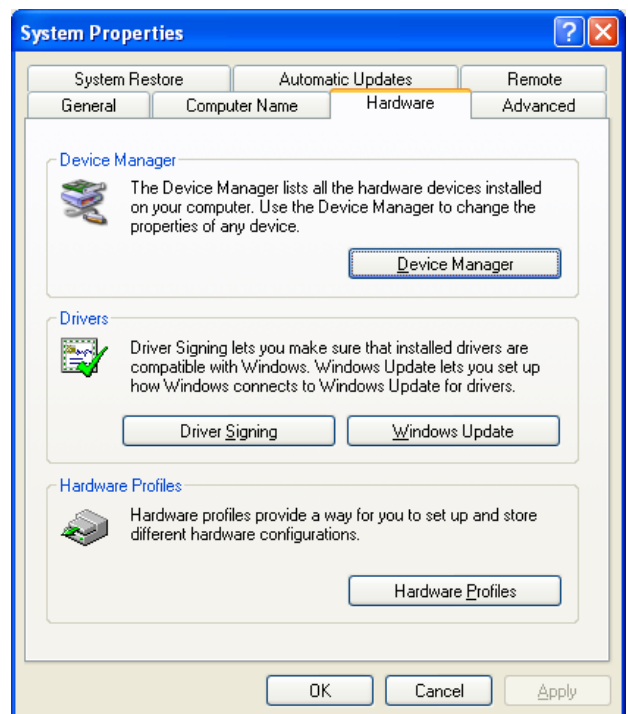 System Properties
System Restore
Automatic Updates
Remote
General
Computer Name
Hardware
Advanced
Device Manager
The Device Manager lists all the hardware devices installed
on your computer. Use the Device Manager to change the
properties of any device.
Device Manager
Drivers
Driver Signing lets you make sure that installed drivers are
compatible with Windows. Windows Update lets you set up
how Windows connects to Windows Update for drivers.
Driver Signing
Windows Update
Hardware Profiles
Hardware profiles provide a way for you to set up and store
different hardware configurations.
Hardware Profiles
OK
Cancel
Apply